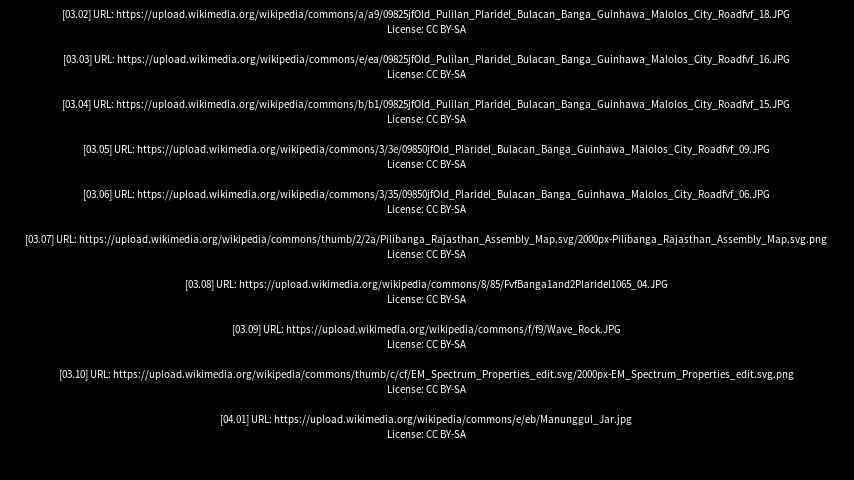 [03.02] URL: https://upload.wikimedia.org/wikipedia/commons/a/a9/09825jfOld_Pulilan_Plaridel_Bulacan_Banga_Guinhawa_Malolos_City_Roadfvf_18.JPG
License: CC BY-SA
[03.03] URL: https://upload.wikimedia.org/wikipedia/commons/e/ea/09825jfOld_Pulilan_Plaridel_Bulacan_Banga_Guinhawa_Malolos_City_Roadfvf_16.JPG
License: CC BY-SA
[03.04] URL: https://upload.wikimedia.org/wikipedia/commons/b/b1/09825jfOld_Pulilan_Plaridel_Bulacan_Banga_Guinhawa_Malolos_City_Roadfvf_15.JPG
License: CC BY-SA
[03.05] URL: https://upload.wikimedia.org/wikipedia/commons/3/3e/09850jfOld_Plaridel_Bulacan_Banga_Guinhawa_Malolos_City_Roadfvf_09.JPG
License: CC BY-SA
[03.06] URL: https://upload.wikimedia.org/wikipedia/commons/3/35/09850jfOld_Plaridel_Bulacan_Banga_Guinhawa_Malolos_City_Roadfvf_06.JPG
License: CC BY-SA
[03.07] URL: https://upload.wikimedia.org/wikipedia/commons/thumb/2/2a/Pilibanga_Rajasthan_Assembly_Map.svg/2000px-Pilibanga_Rajasthan_Assembly_Map.svg.png
License: CC BY-SA
[03.08] URL: https://upload.wikimedia.org/wikipedia/commons/8/85/FvfBanga1and2Plaridel1065_04.JPG
License: CC BY-SA
[03.09] URL: https://upload.wikimedia.org/wikipedia/commons/f/f9/Wave_Rock.JPG
License: CC BY-SA
[03.10] URL: https://upload.wikimedia.org/wikipedia/commons/thumb/c/cf/EM_Spectrum_Properties_edit.svg/2000px-EM_Spectrum_Properties_edit.svg.png
License: CC BY-SA
[04.01] URL: https://upload.wikimedia.org/wikipedia/commons/e/eb/Manunggul_Jar.jpg
License: CC BY-SA